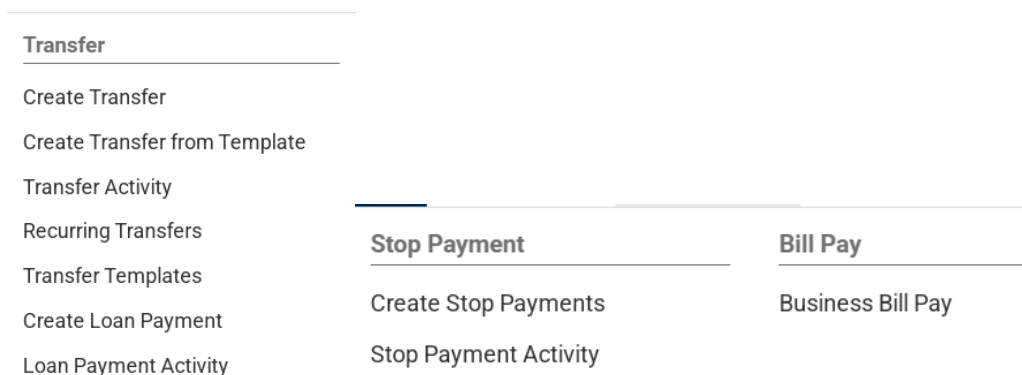 Transfer
Create Transfer
Create Transfer from Template
Transfer Activity
Recurring Transfers
Transfer Templates
Create Loan Payment
Loan Payment Activity
Stop Payment
Create Stop Payments
Stop Payment Activity
Bill Pay
Business Bill Pay